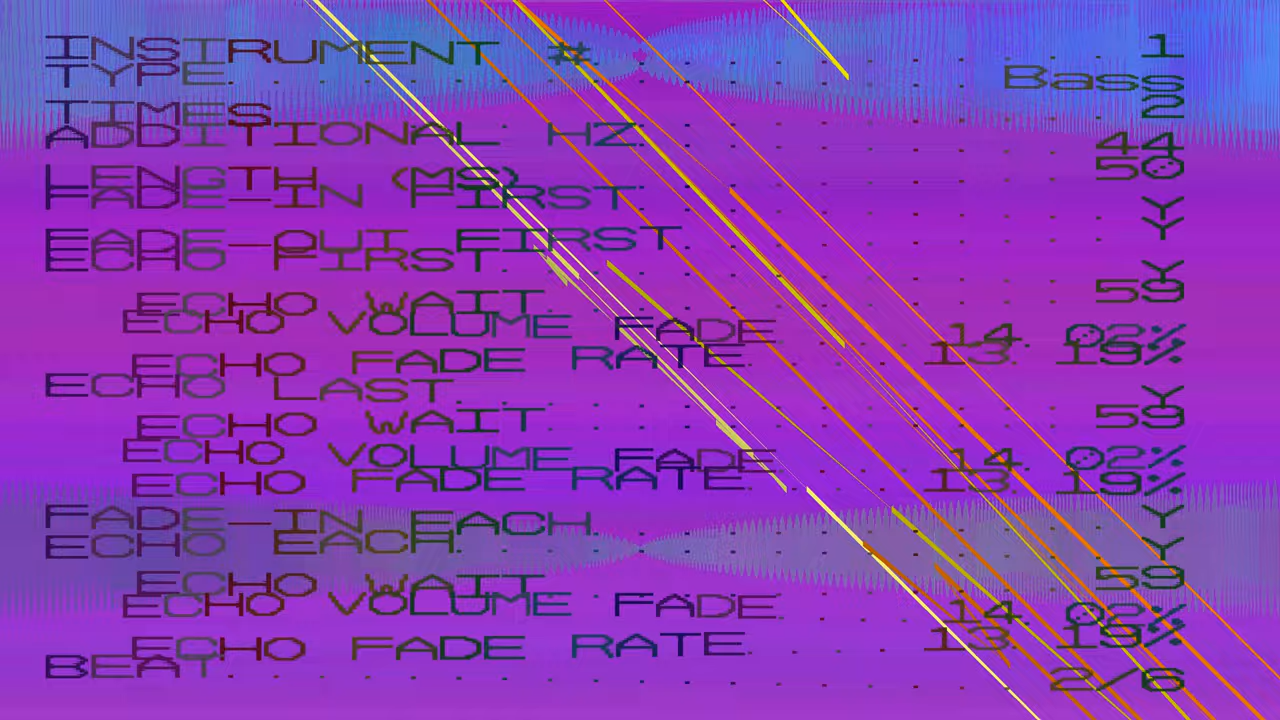 INSTRUMENT # 1
TYPE Bass
TIMES 2
ADDITIONAL HZ 44
LENGTH (MS) 50
FADE-IN FIRST Y
FADE-OUT FIRST Y
ECHO FIRST Y
ECHO WAIT 59
ECHO VOLUME FADE 14.02%
ECHO FADE RATE 13.19%
ECHO LAST Y
ECHO WAIT 59
ECHO VOLUME FADE 14.02%
ECHO FADE RATE 13.19%
FADE-IN EACH Y
ECHO EACH Y
ECHO WAIT 59
ECHO VOLUME FADE 14.02%
ECHO FADE RATE 13.19%
BEAT 2/6